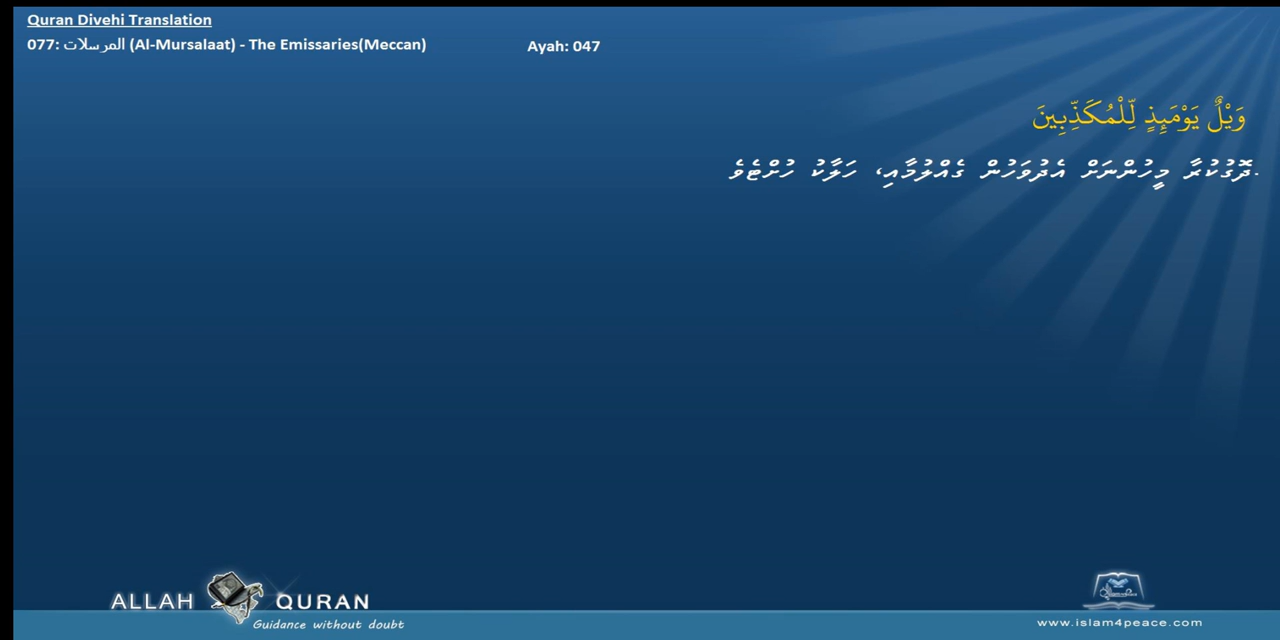 Quran Divehi Translation
077: المرسلات (Al-Mursalaat) - The Emissaries(Meccan) Ayah: 047
وَيْلٌ يَوْمَئِذٍ لِّلْمُكَذِّبِينَ
ދޮގުކުރާ މީހުންނަށް އެދުވަހުން ގެއްލުމާއި، ހަލާކު ހުށްޓެވެ.
ALLAH QURAN
Guidance without doubt
www.islam4peace.com